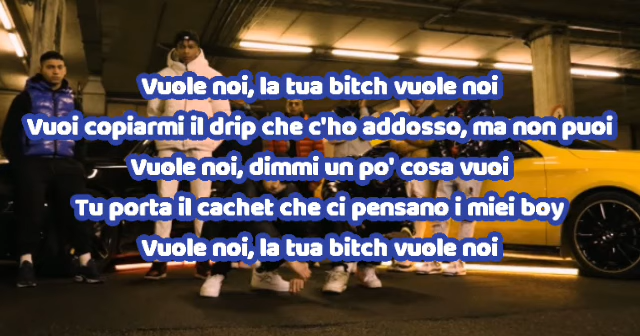 Vuole noi, la tua bitch vuole noi
Vuoi copiarmi il drip che c'ho addosso, ma non puoi
Vuole noi, dimmi un po' cosa vuoi
Tu porta il cachet che ci pensano i miei boy
Vuole noi, la tua bitch vuole noi